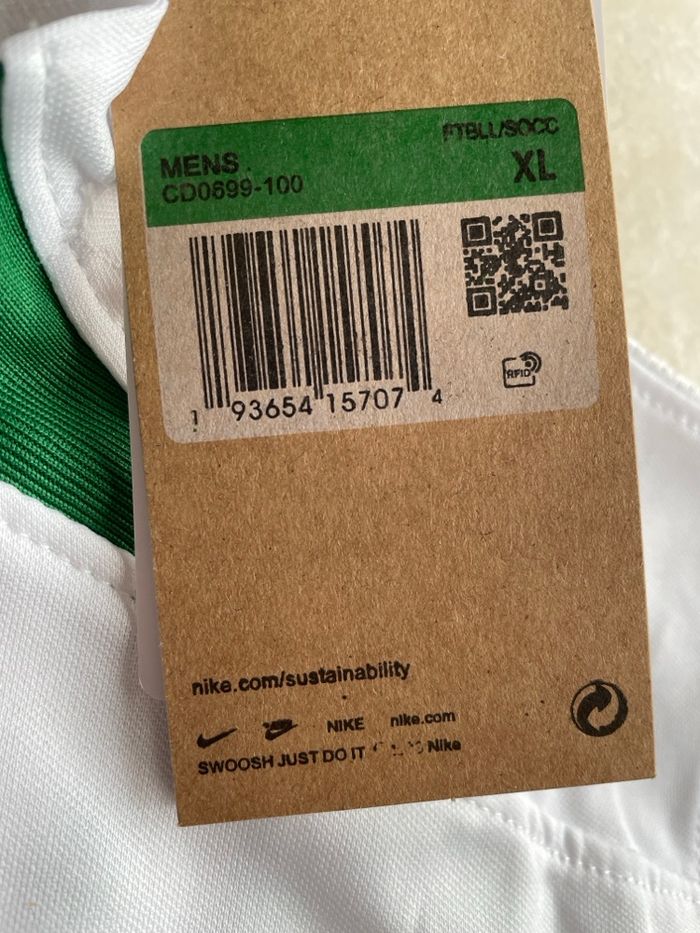 FTBLL/SOCC
MENS XL
CD0699-100
RFID
1 93654 15707 4
nike.com/sustainability
NIKE nike.com
SWOOSH JUST DO IT Nike